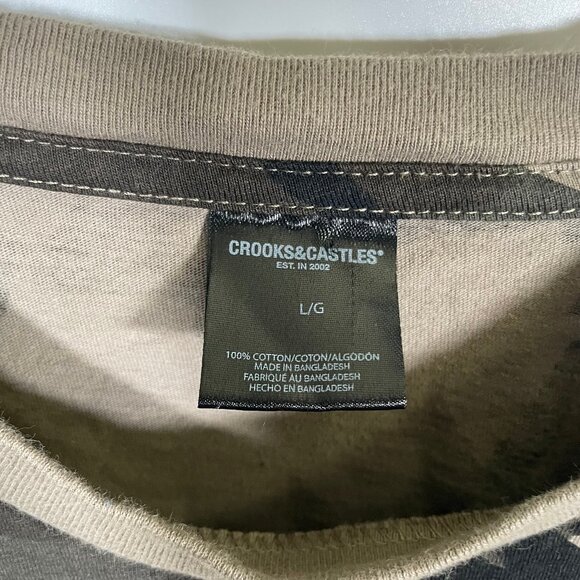 CROOKS&CASTLES®
EST. IN 2002
L/G
100% COTTON/COTON/ALGODÓN
MADE IN BANGLADESH
FABRIQUÉ AU BANGLADESH
HECHO EN BANGLADESH